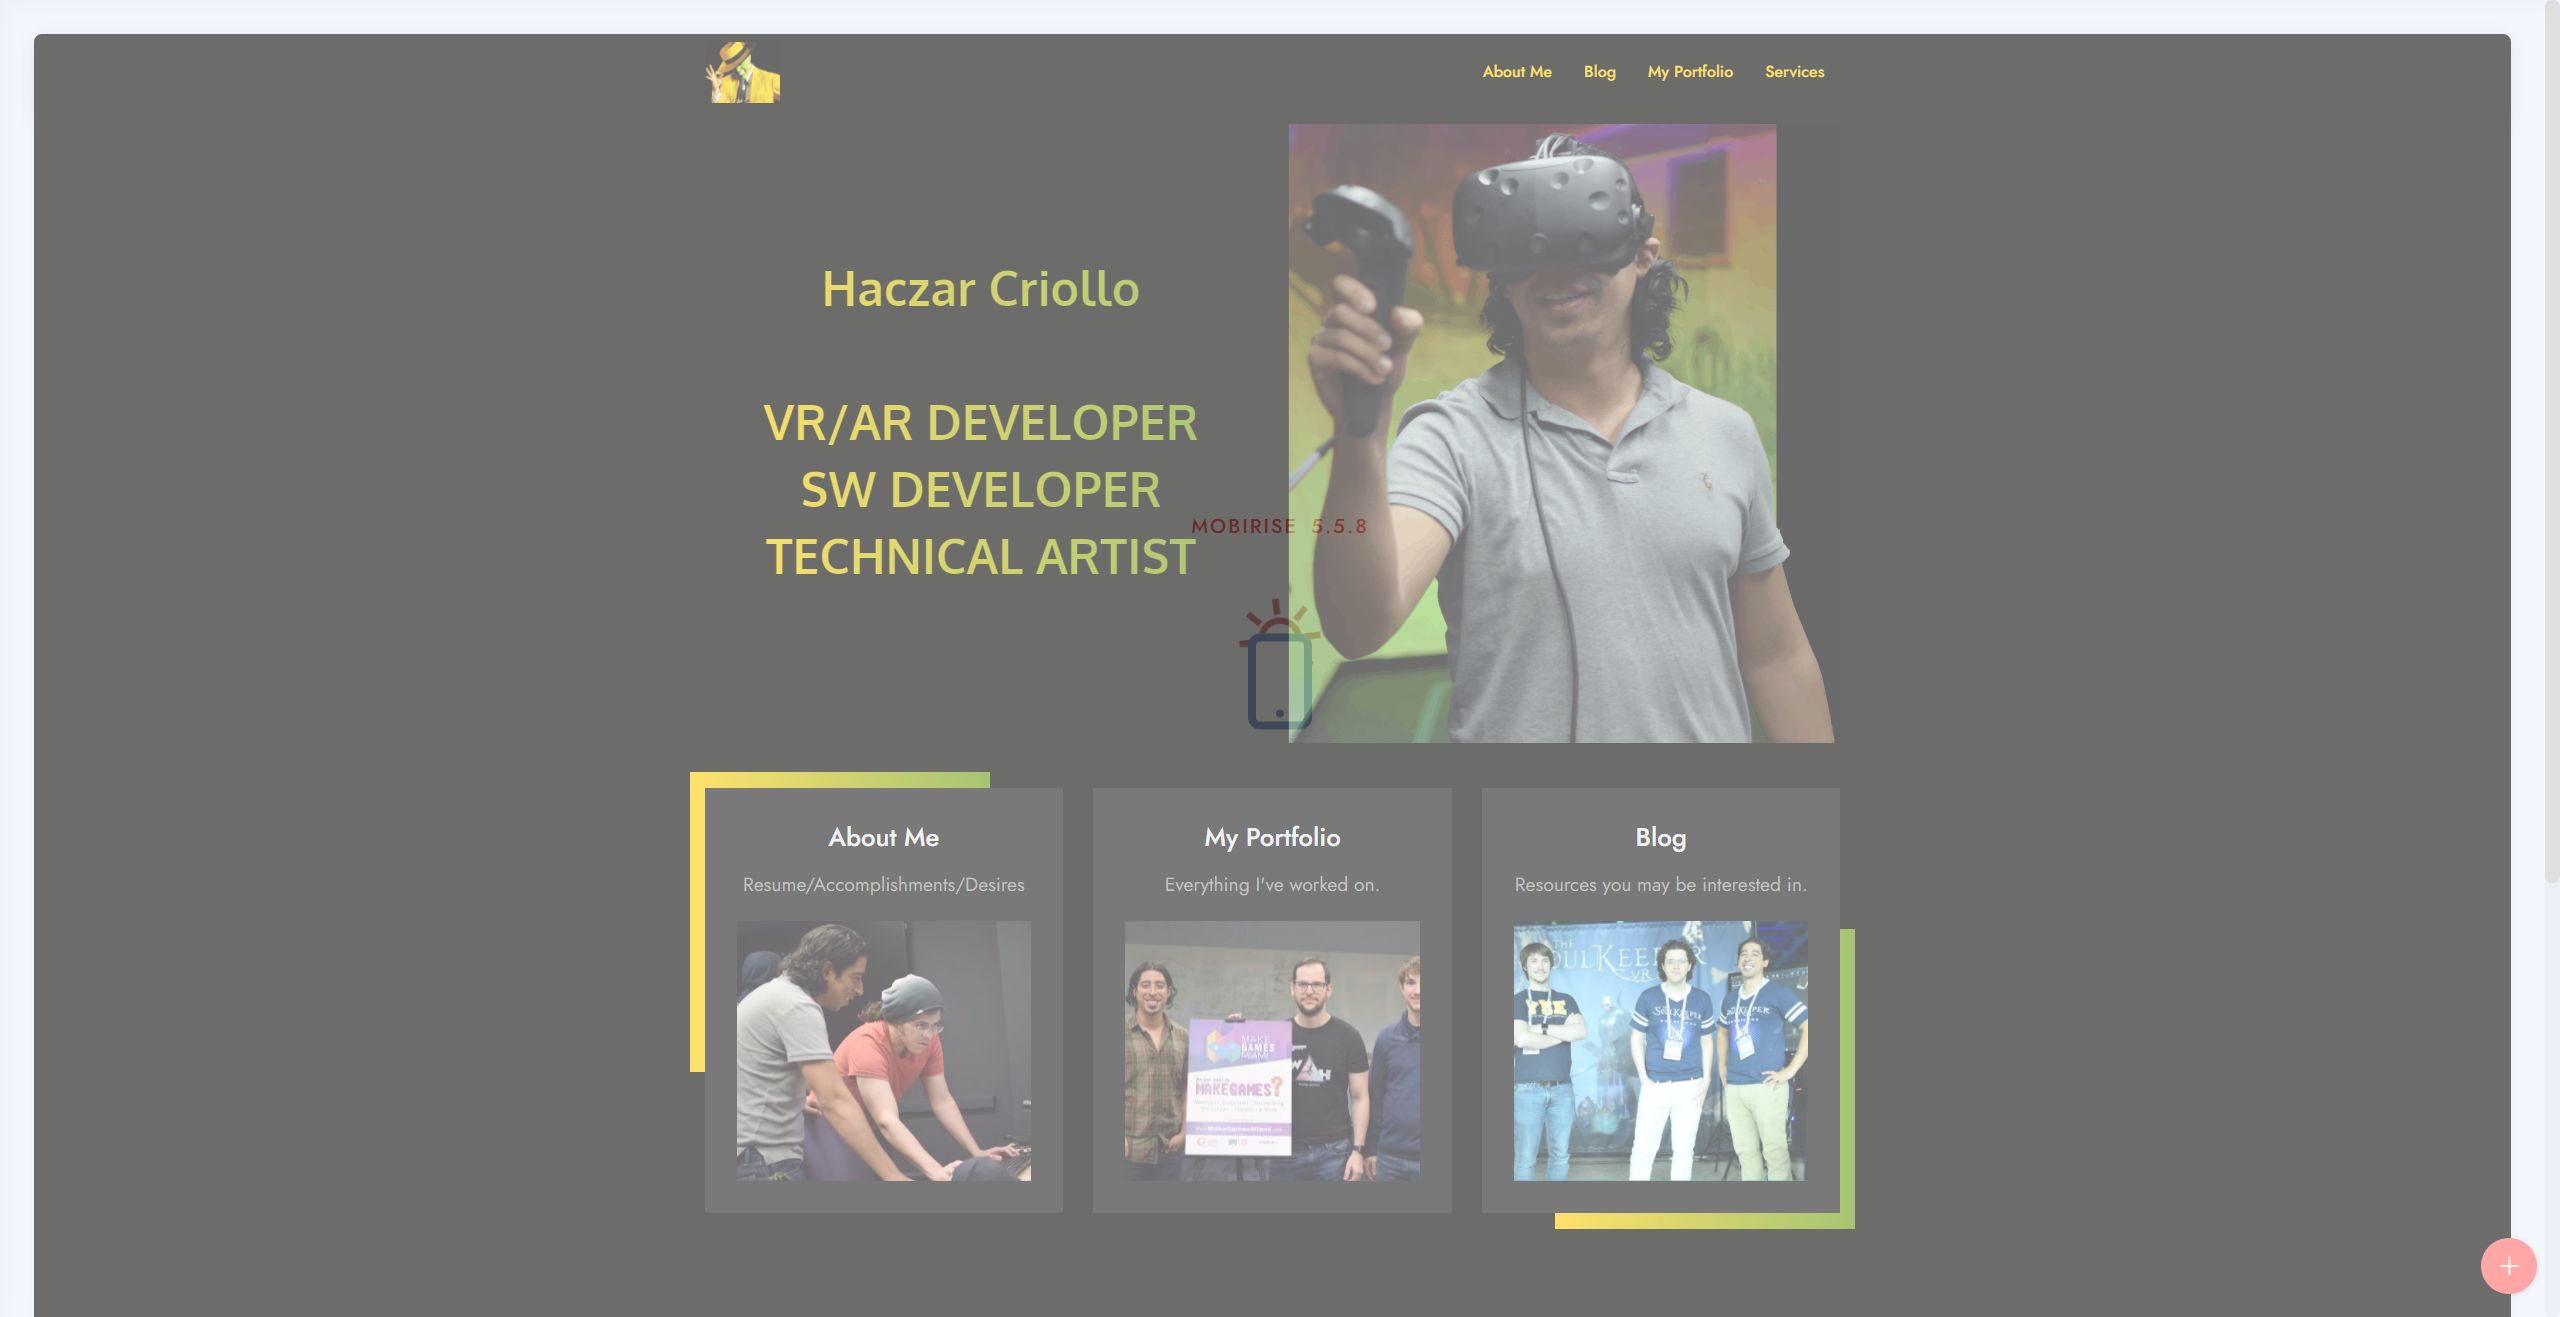 About Me Blog My Portfolio Services
Haczar Criollo
VR/AR DEVELOPER
SW DEVELOPER
TECHNICAL ARTIST
MOBIRISE 5.5.8
About Me
Resume/Accomplishments/Desires
My Portfolio
Everything I've worked on.
MAKE
GAMES
MIAMI
MAKEGAMES?
Blog
Resources you may be interested in.
THE
SOULKEEPER
VR